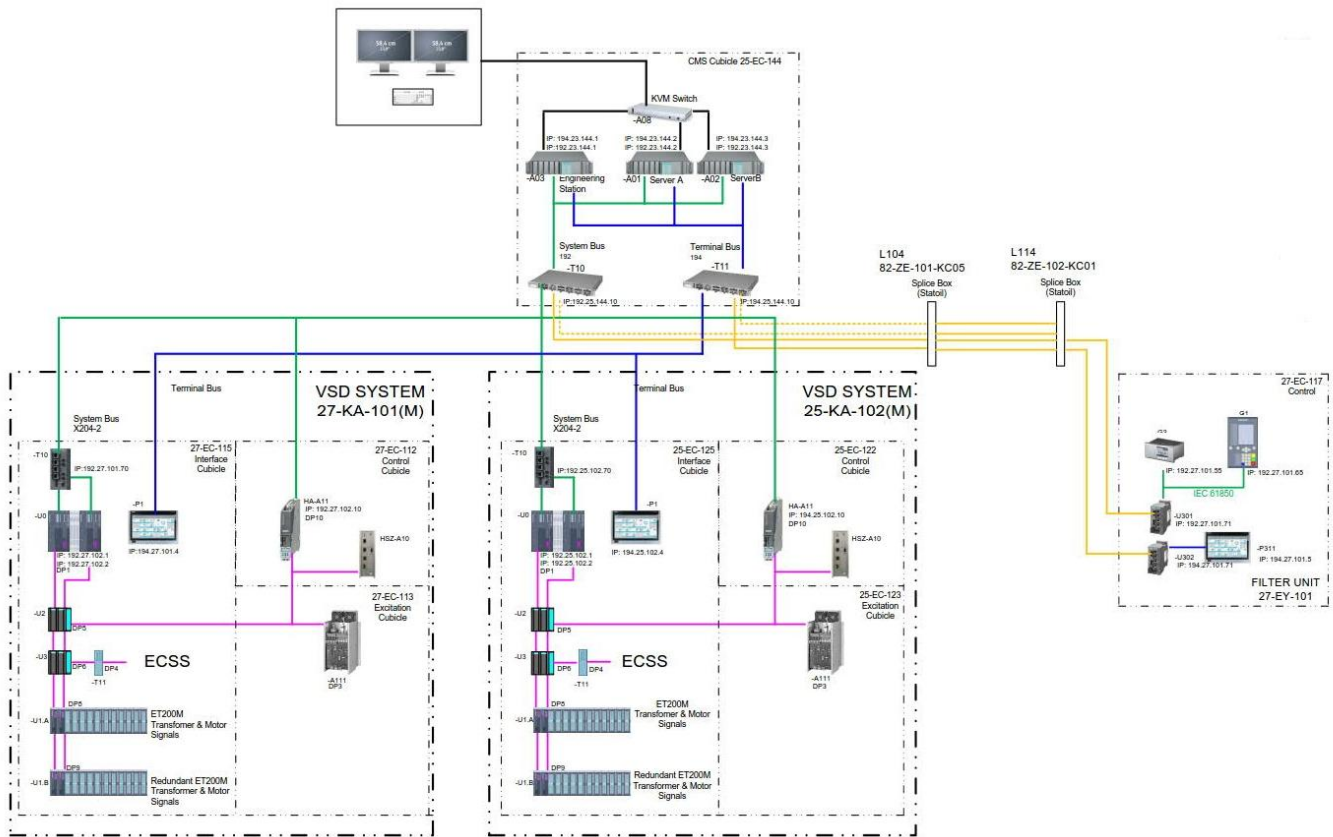 58,4 cm
23"
58,4 cm
23"
CMS Cubicle 25-EC-144
KVM Switch
-A08
IP: 194.23.144.1
IP:192.23.144.1
IP: 194.23.144.2
IP: 192.23.144.2
IP: 194.23.144.3
IP: 192.23.144.3
-A03
Engineering
Station
-A01
Server A
-A02
ServerB
System Bus
192
-T10
IP:192.25.144.10
Terminal Bus
194
-T11
IP:194.25.144.10
L104
82-ZE-101-KC05
Splice Box
(Statoil)
L114
82-ZE-102-KC01
Splice Box
(Statoil)
Terminal Bus
VSD SYSTEM
27-KA-101(M)
System Bus
X204-2
27-EC-115
Interface
Cubicle
27-EC-112
Control
Cubicle
-T10
IP:192.27.101.70
-U0
IP: 192.27.102.1
IP: 192.27.102.2
DP1
-P1
IP:194.27.101.4
HA-A11
IP: 192.27.102.10
DP10
HSZ-A10
27-EC-113
Excitation
Cubicle
-U2
DP5
-U3
DP6
-T11
DP4
ECSS
-A111
DP3
DP8
-U1.A
ET200M
Transfomer & Motor
Signals
DP9
-U1.B
Redundant ET200M
Transformer & Motor
Signals
Terminal Bus
VSD SYSTEM
25-KA-102(M)
System Bus
X204-2
25-EC-125
Interface
Cubicle
25-EC-122
Control
Cubicle
-T10
IP:192.25.102.70
-U0
IP: 192.25.102.1
IP: 192.25.102.2
DP1
-P1
IP:194.25.102.4
HA-A11
IP: 194.25.102.10
DP10
HSZ-A10
25-EC-123
Excitation
Cubicle
-U2
DP5
-U3
DP6
-T11
DP4
ECSS
-A111
DP3
DP8
-U1.A
ET200M
Transfomer & Motor
Signals
DP9
-U1.B
Redundant ET200M
Transformer & Motor
Signals
27-EC-117
Control
G1
IP: 192.27.101.55
IP: 192.27.101.65
IEC 61850
-U301
IP: 192.27.101.71
-U302
IP: 194.27.101.71
-P311
IP: 194.27.101.5
FILTER UNIT
27-EY-101